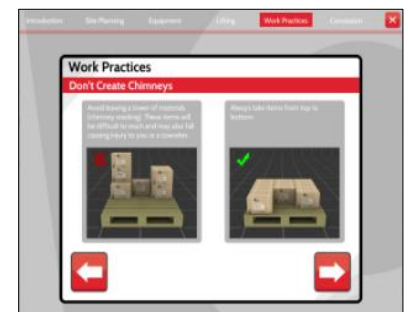 Introduction Site Planning Equipment Lifting Work Practices Conclusion
Work Practices
Don't Create Chimneys
Avoid leaving a tower of materials
(chimney stacking). These items will
be difficult to reach and may also fall
causing injury to you or a coworker.
Always take items from top to
bottom.